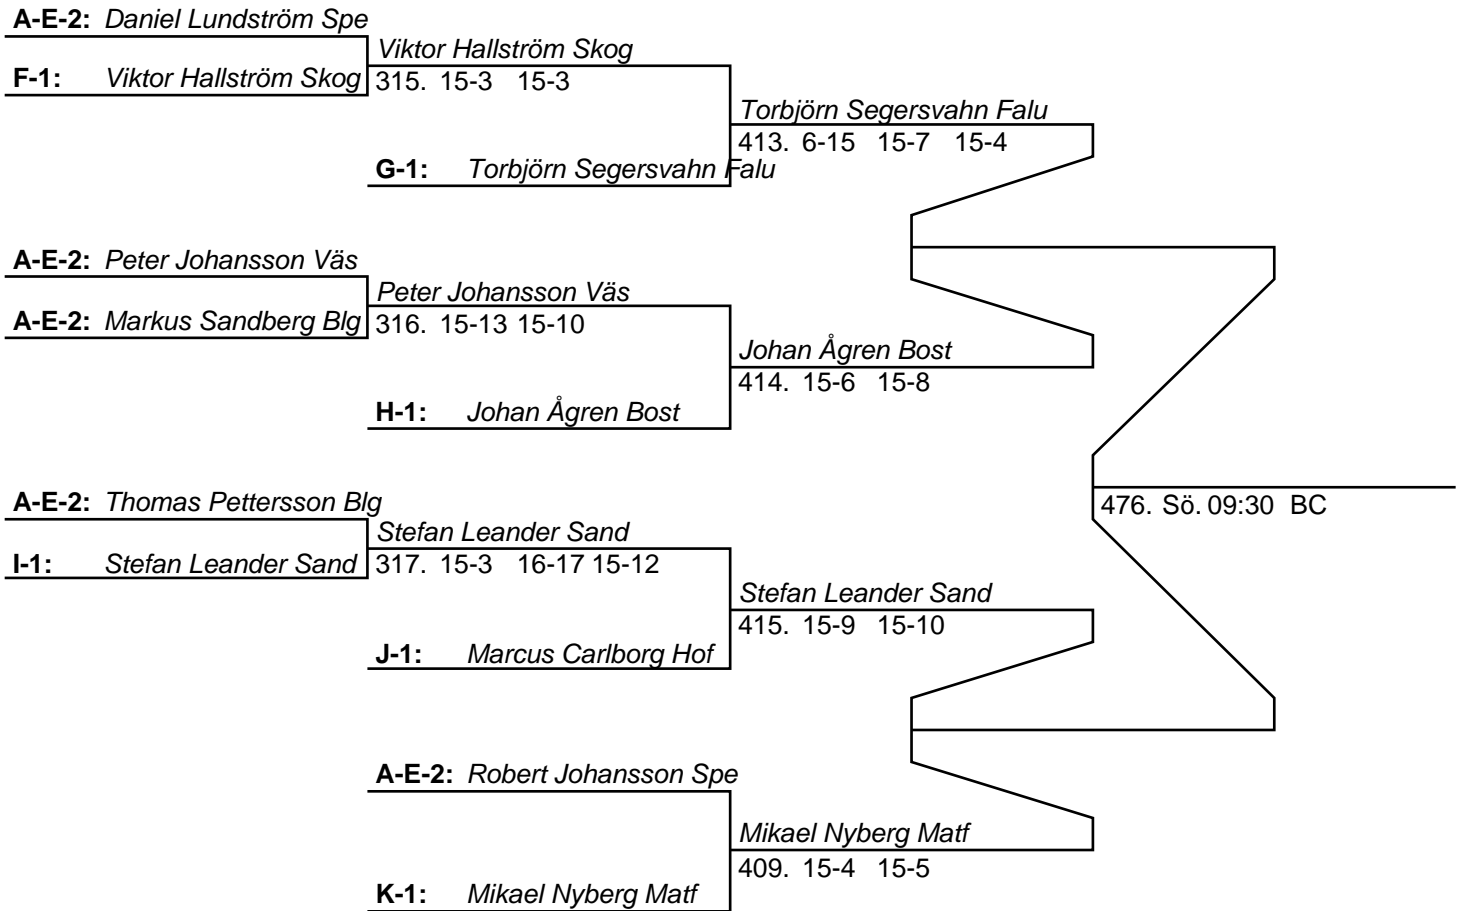 A-E-2: Daniel Lundström Spe
Viktor Hallström Skog
F-1: Viktor Hallström Skog
315. 15-3 15-3
Torbjörn Segersvahn Falu
413. 6-15 15-7 15-4
G-1: Torbjörn Segersvahn Falu
A-E-2: Peter Johansson Väs
Peter Johansson Väs
A-E-2: Markus Sandberg Blg
316. 15-13 15-10
Johan Ågren Bost
414. 15-6 15-8
H-1: Johan Ågren Bost
A-E-2: Thomas Pettersson Blg
476. Sö. 09:30 BC
Stefan Leander Sand
I-1: Stefan Leander Sand
317. 15-3 16-17 15-12
Stefan Leander Sand
415. 15-9 15-10
J-1: Marcus Carlborg Hof
A-E-2: Robert Johansson Spe
Mikael Nyberg Matf
409. 15-4 15-5
K-1: Mikael Nyberg Matf